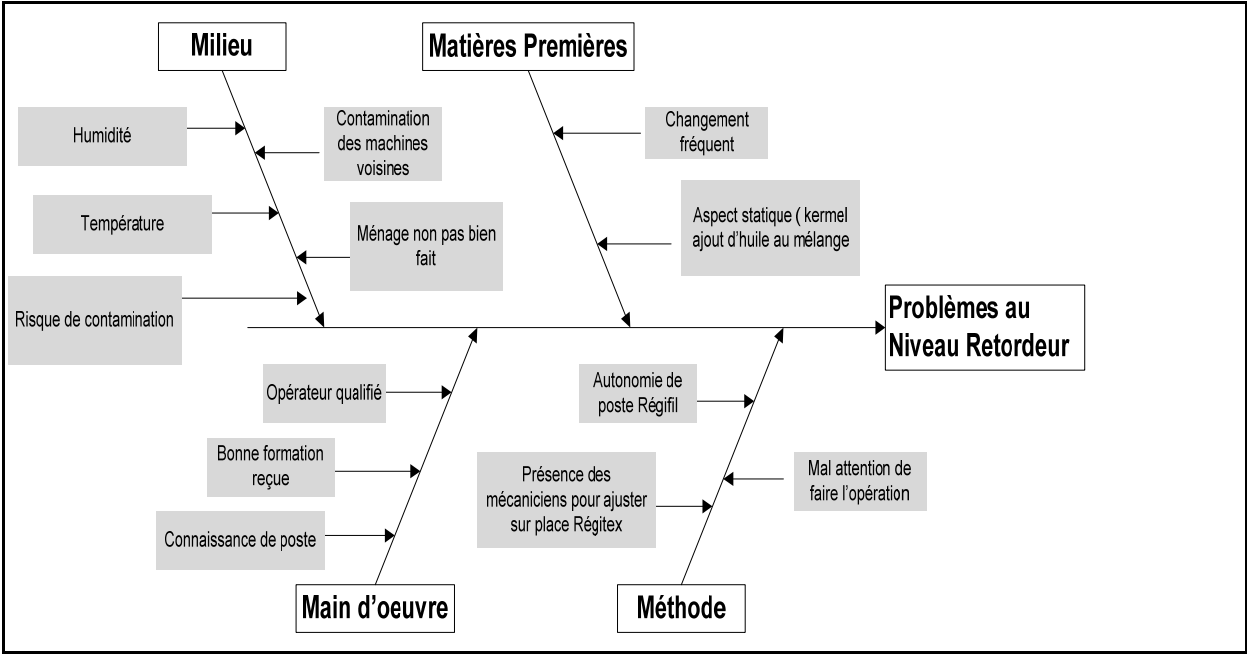 Milieu
Matières Premières
Humidité
Contamination
des machines
voisines
Changement
fréquent
Température
Ménage non pas bien
fait
Aspect statique ( kermel
ajout d'huile au mélange
Risque de contamination
Problèmes au
Niveau Retordeur
Opérateur qualifié
Autonomie de
poste Régifil
Bonne formation
reçue
Présence des
mécaniciens pour ajuster
sur place Régitex
Mal attention de
faire l'opération
Connaissance de poste
Main d'oeuvre
Méthode